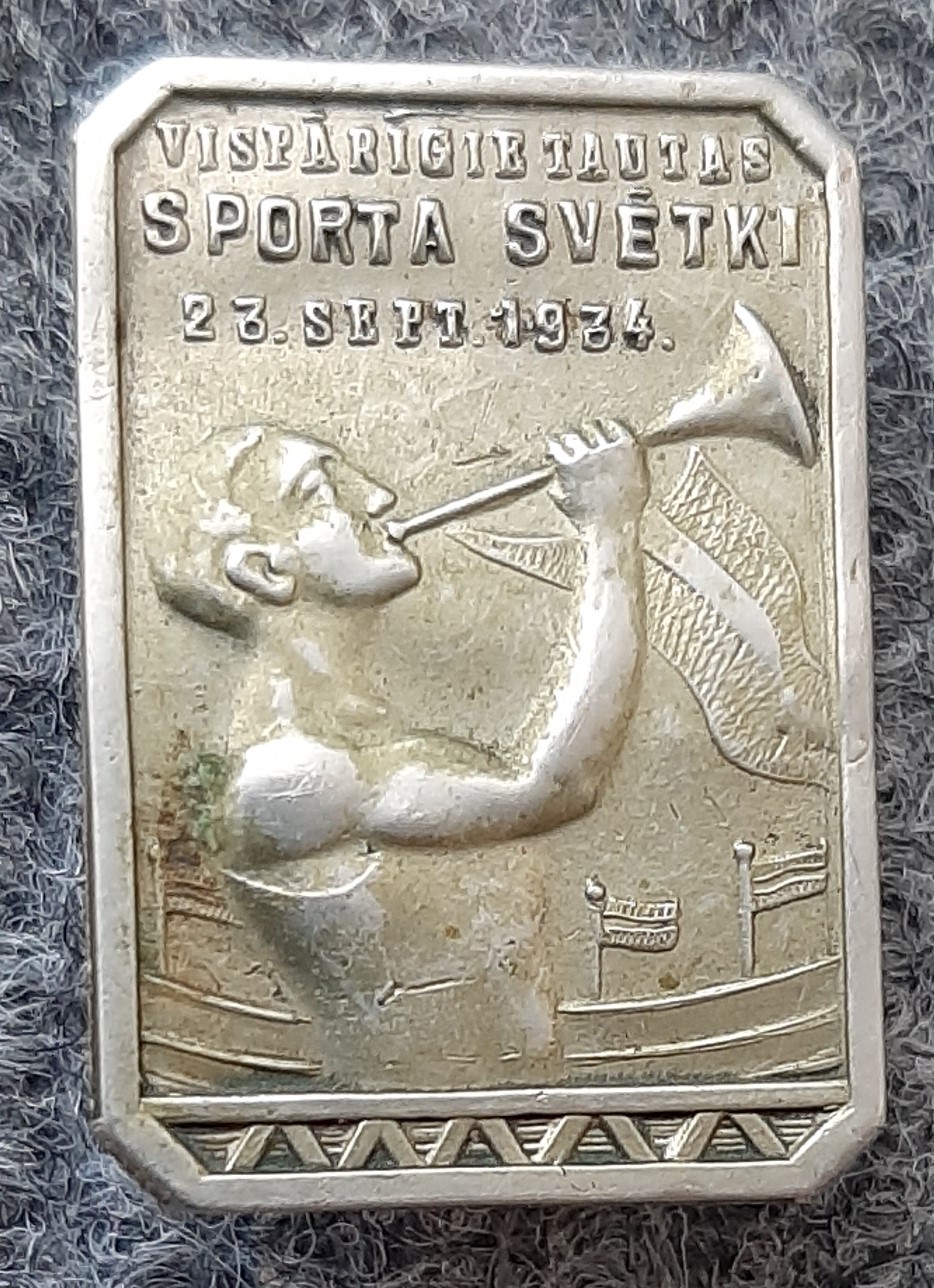 VISPĀRĪGIE TAUTAS
SPORTA SVĒTKI
23. SEPT. 1934.